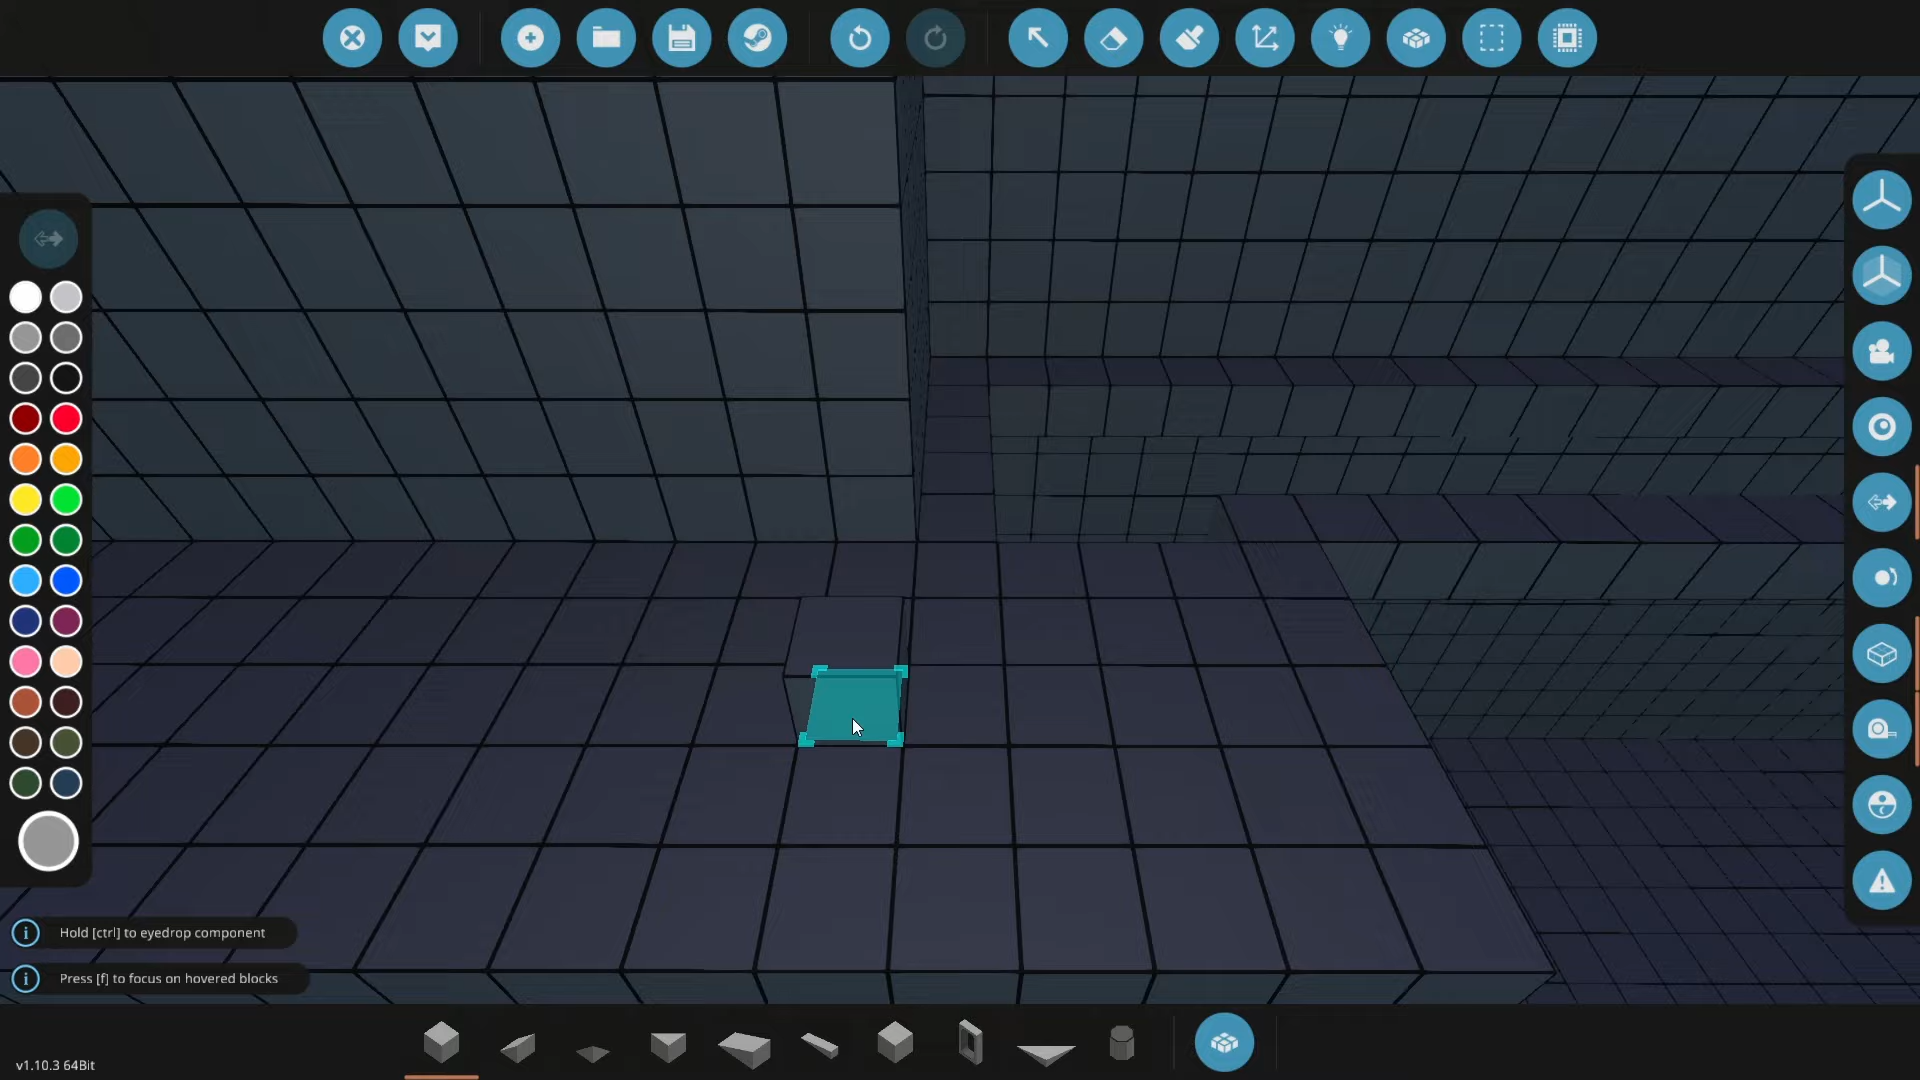 Hold [ctrl] to eyedrop component
Press [f] to focus on hovered blocks
v1.10.3 64Bit